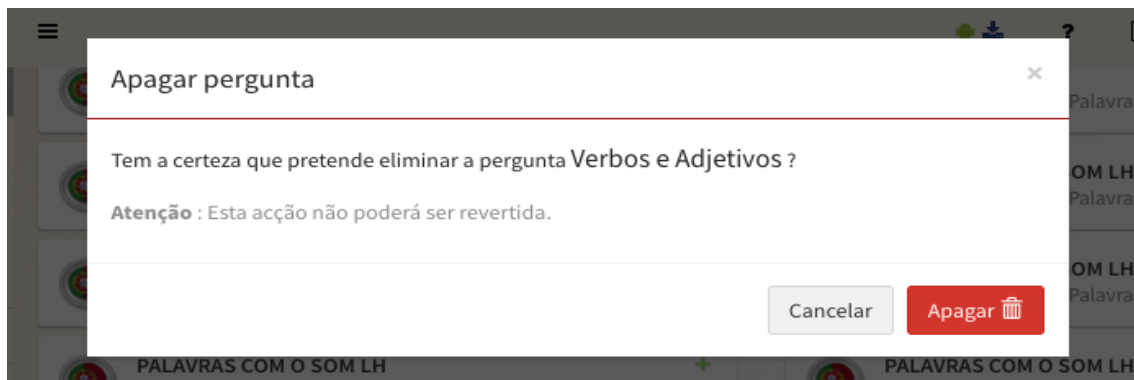 ?
Apagar pergunta
×
Palavra
Tem a certeza que pretende eliminar a pergunta Verbos e Adjetivos ?
OM LH
Palavra
Atenção : Esta acção não poderá ser revertida.
OM LH
Palavra
Cancelar
Apagar
PALAVRAS COM O SOM LH
+
PALAVRAS COM O SOM LH